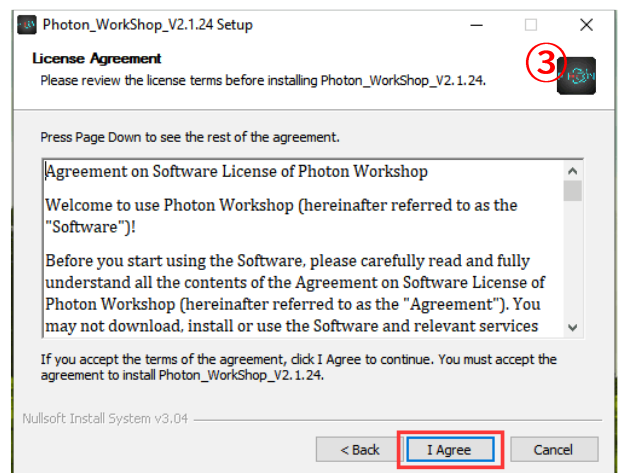 Photon_WorkShop_V2.1.24 Setup
License Agreement
Please review the license terms before installing Photon_WorkShop_V2.1.24.
③
Press Page Down to see the rest of the agreement.
Agreement on Software License of Photon Workshop
Welcome to use Photon Workshop (hereinafter referred to as the
"Software")!
Before you start using the Software, please carefully read and fully
understand all the contents of the Agreement on Software License of
Photon Workshop (hereinafter referred to as the "Agreement"). You
may not download, install or use the Software and relevant services
If you accept the terms of the agreement, click I Agree to continue. You must accept the
agreement to install Photon_WorkShop_V2.1.24.
Nullsoft Install System v3.04
< Back
I Agree
Cancel